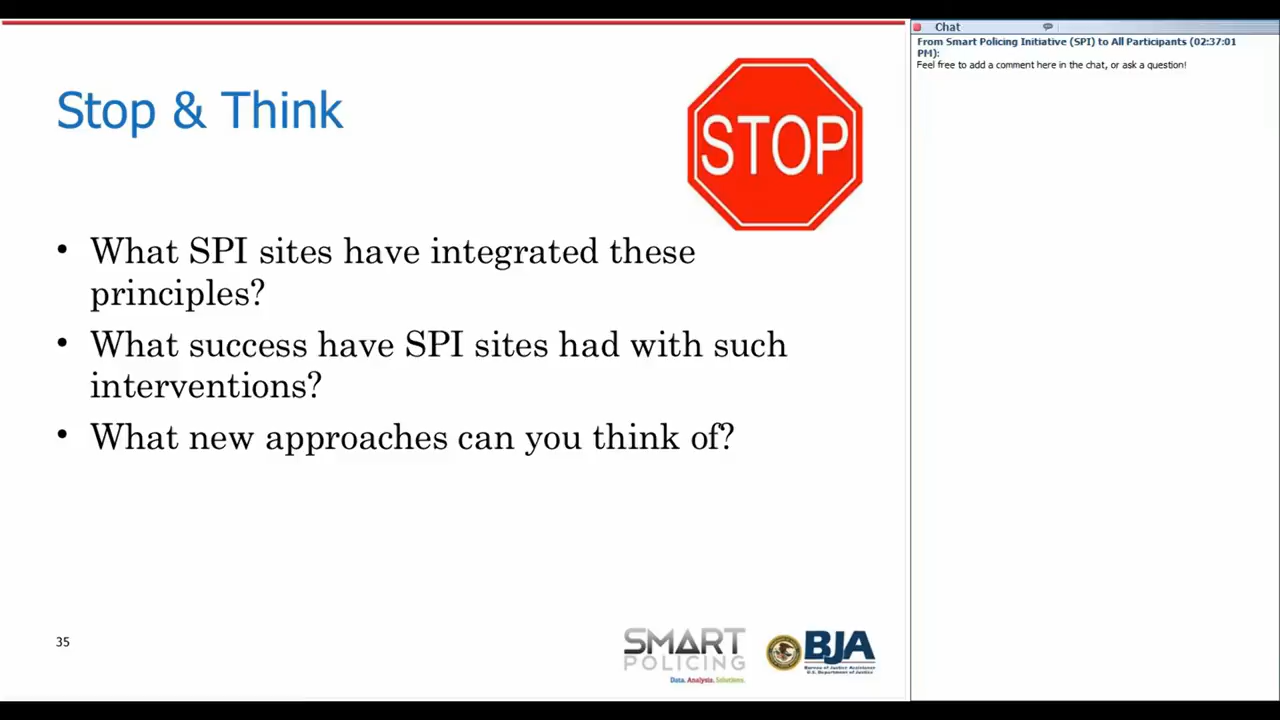 Stop & Think
STOP
• What SPI sites have integrated these
principles?
• What success have SPI sites had with such
interventions?
• What new approaches can you think of?
35
SMART
POLICING
Data. Analysis. Solutions.
BJA
Bureau of Justice Assistance
U.S. Department of Justice
Chat
From Smart Policing Initiative (SPI) to All Participants (02:37:01
PM):
Feel free to add a comment here in the chat, or ask a question!